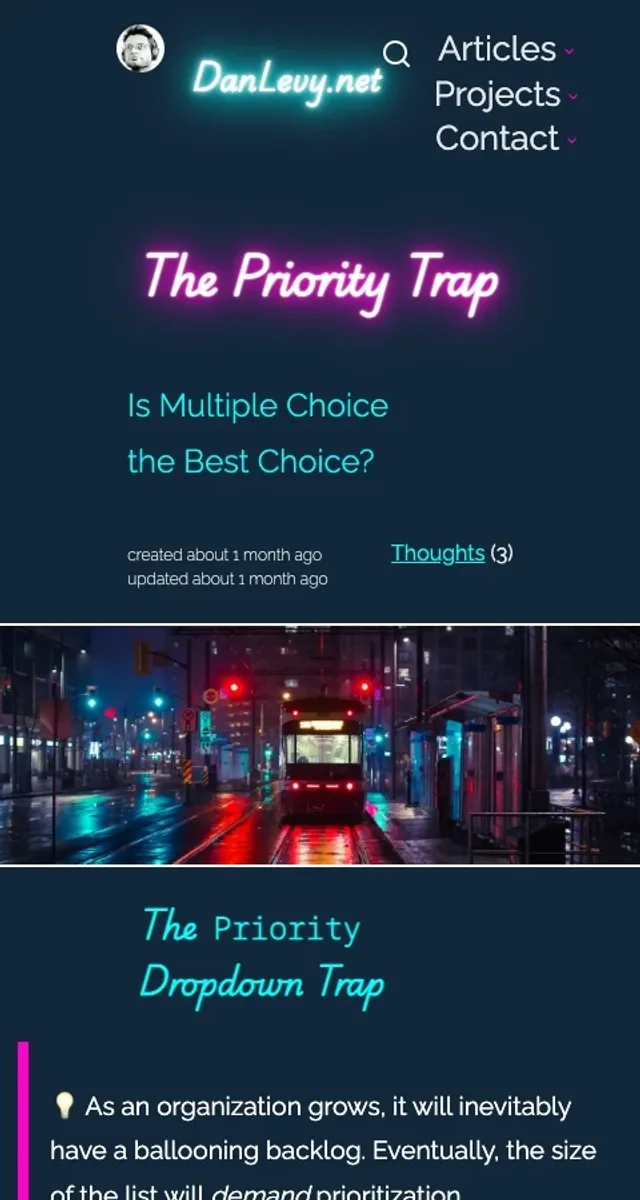 DanLevy.net
Articles
Projects
Contact
The Priority Trap
Is Multiple Choice
the Best Choice?
created about 1 month ago
updated about 1 month ago
Thoughts (3)
The Priority
Dropdown Trap
💡 As an organization grows, it will inevitably
have a ballooning backlog. Eventually, the size
of the list will demand prioritization